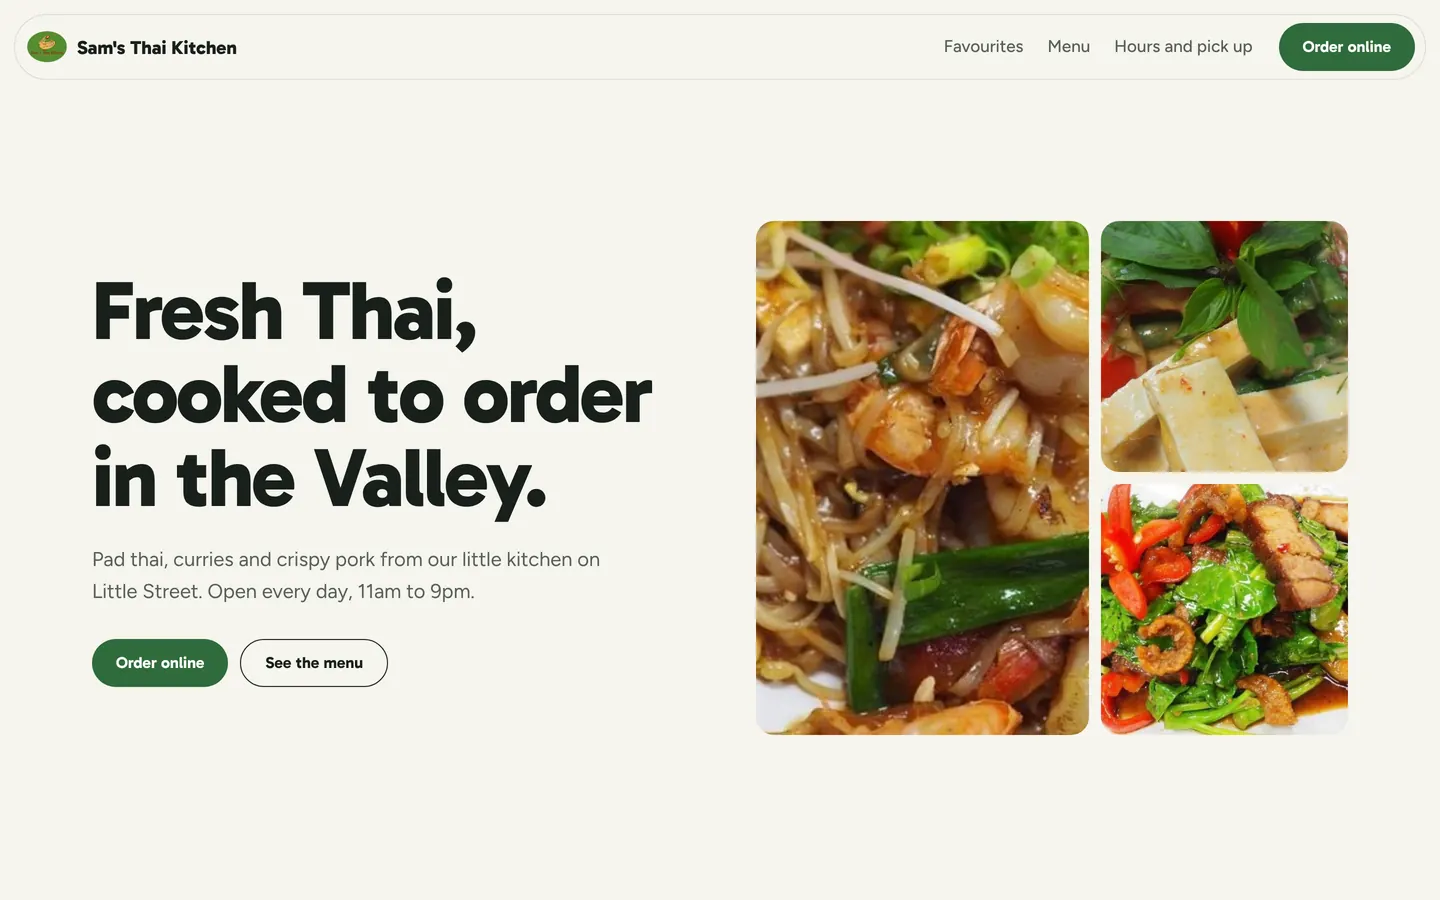 Sam's Thai Kitchen
Favourites
Menu
Hours and pick up
Order online
Fresh Thai,
cooked to order
in the Valley.
Pad thai, curries and crispy pork from our little kitchen on
Little Street. Open every day, 11am to 9pm.
Order online
See the menu